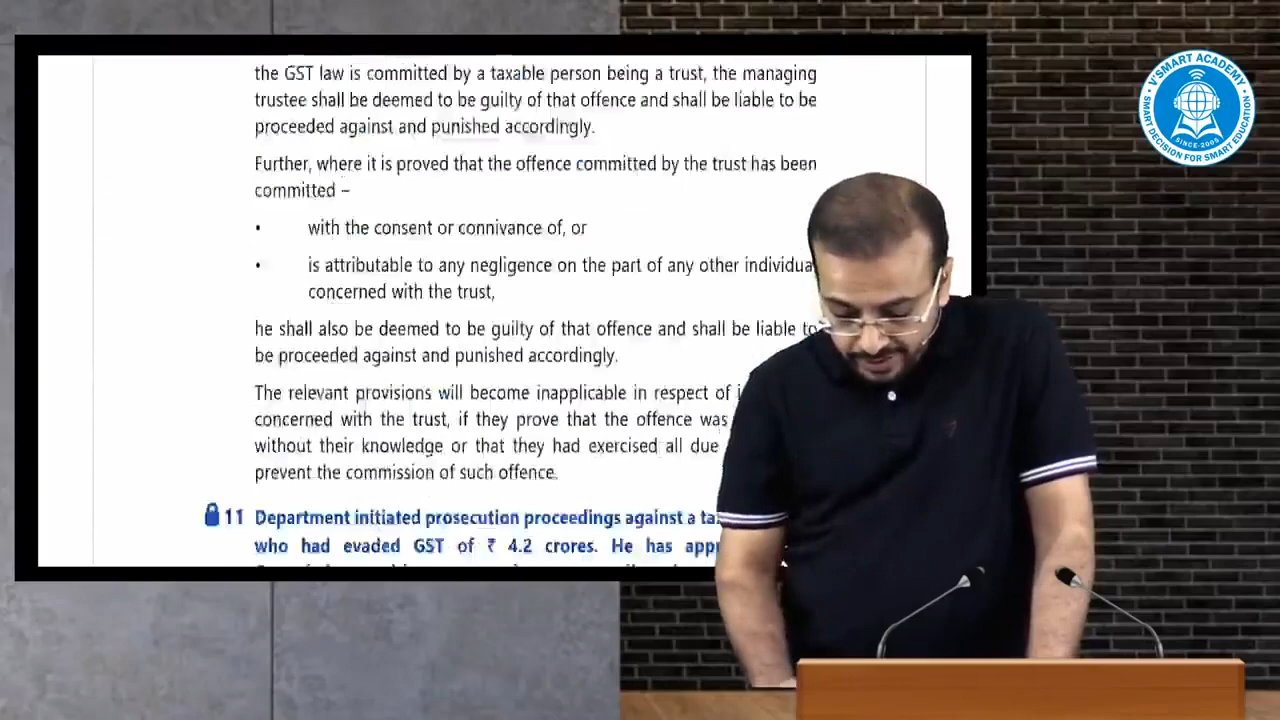 the GST law is committed by a taxable person being a trust, the managing
trustee shall be deemed to be guilty of that offence and shall be liable to be
proceeded against and punished accordingly.
Further, where it is proved that the offence committed by the trust has been
committed –
• with the consent or connivance of, or
• is attributable to any negligence on the part of any other individua
concerned with the trust,
he shall also be deemed to be guilty of that offence and shall be liable to
be proceeded against and punished accordingly.
The relevant provisions will become inapplicable in respect of i
concerned with the trust, if they prove that the offence was
without their knowledge or that they had exercised all due
prevent the commission of such offence.
11 Department initiated prosecution proceedings against a ta
who had evaded GST of ₹ 4.2 crores. He has app
V'SMART ACADEMY
SMART DECISION FOR SMART EDUCATION
SINCE-2005